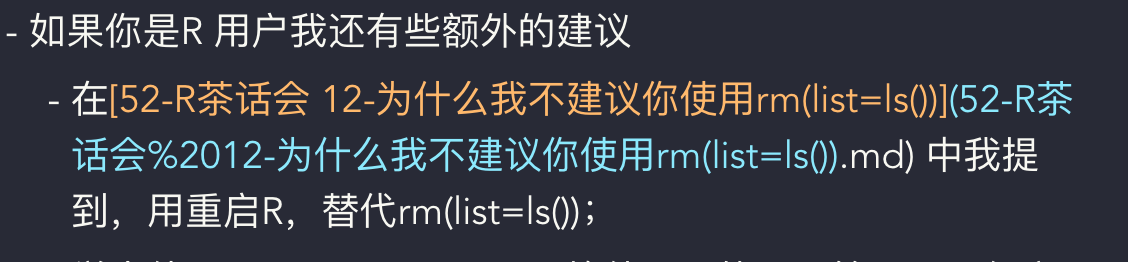 - 如果你是R 用户我还有些额外的建议
- 在[52-R茶话会 12-为什么我不建议你使用rm(list=ls())](52-R茶
话会%2012-为什么我不建议你使用rm(list=ls()).md) 中我提
到，用重启R，替代rm(list=ls())；